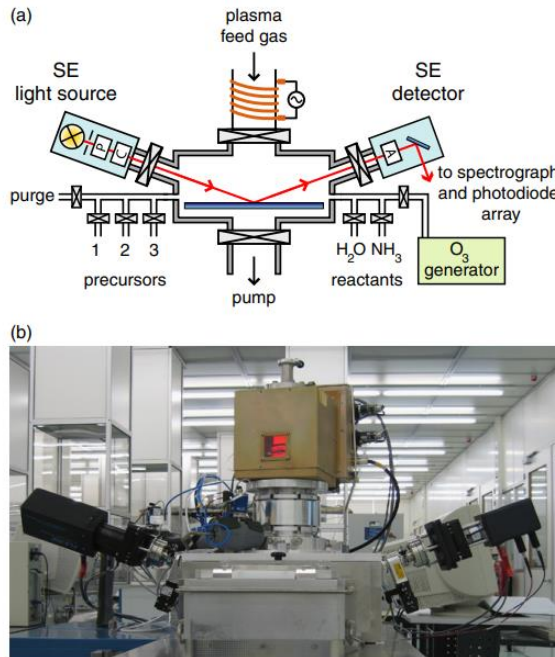 (a)
plasma
feed gas
SE
light source
SE
detector
P
C
A
to spectrograph
and photodiode
array
purge
1 2 3
precursors
H₂O NH₃
reactants
O₃
generator
pump
(b)